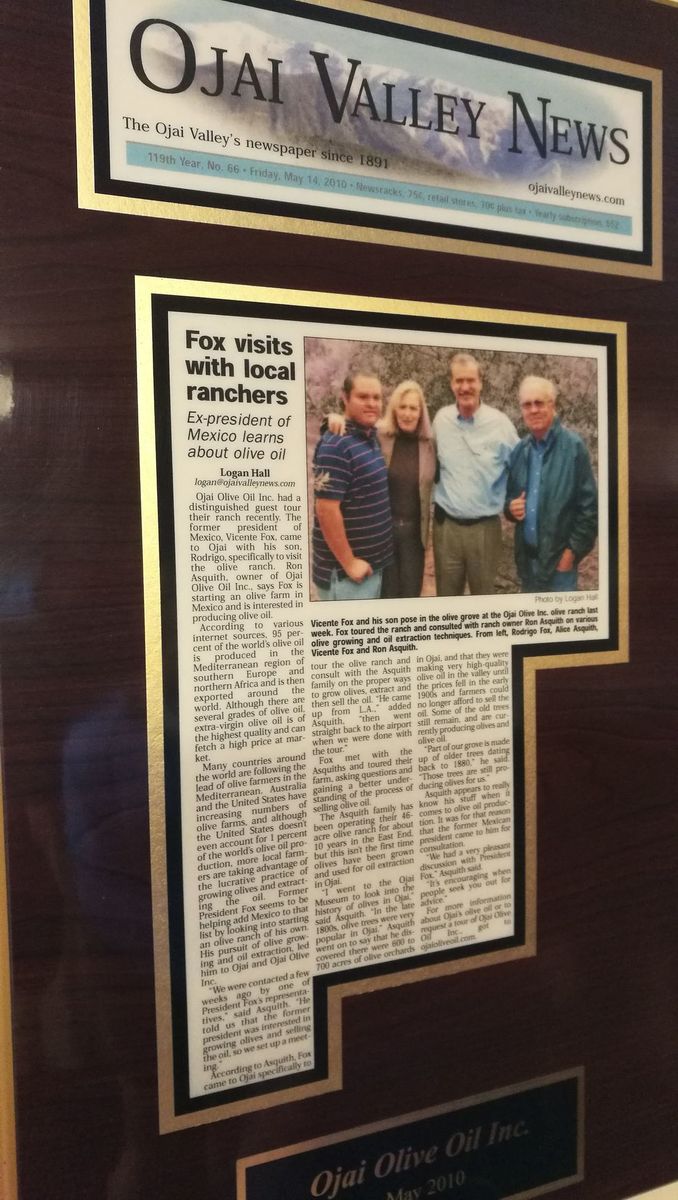 OJAI VALLEY NEWS
The Ojai Valley's newspaper since 1891
ojaivalleynews.com
119th Year, No. 66 • Friday, May 14, 2010 • Newsracks, 75¢, retail stores, 70¢ plus tax • Yearly subscription, $52
Fox visits
with local
ranchers
Ex-president of
Mexico learns
about olive oil
Logan Hall
logan@ojaivalleynews.com
Ojai Olive Oil Inc. had a
distinguished guest tour
their ranch recently. The
former president of
Mexico, Vicente Fox, came
to Ojai with his son,
Rodrigo, specifically to visit
the olive ranch. Ron
Asquith, owner of Ojai
Olive Oil Inc., says Fox is
starting an olive farm in
Mexico and is interested in
producing olive oil.
According to various
internet sources, 95 per-
cent of the world's olive oil
is produced in the
Mediterranean region of
southern Europe and
northern Africa and is then
exported around the
world. Although there are
several grades of olive oil,
extra-virgin olive oil is of
the highest quality and can
fetch a high price at mar-
ket.
Many countries around
the world are following the
lead of olive farmers in the
Mediterranean. Australia
and the United States have
increasing numbers of
olive farms, and although
the United States doesn't
even account for 1 percent
of the world's olive oil pro-
duction, more local farm-
ers are taking advantage of
the lucrative practice of
growing olives and extract-
ing the oil. Former
President Fox seems to be
helping add Mexico to that
list by looking into starting
an olive ranch of his own.
His pursuit of olive grow-
ing and oil extraction, led
him to Ojai and Ojai Olive
Inc.
"We were contacted a few
weeks ago by one of
President Fox's representa-
tives," said Asquith. "He
told us that the former
president was interested in
growing olives and selling
the oil, so we set up a meet-
ing."
According to Asquith, Fox
came to Ojai specifically to
Photo by Logan Hall
Vicente Fox and his son pose in the olive grove at the Ojai Olive Inc. olive ranch last
week. Fox toured the ranch and consulted with ranch owner Ron Asquith on various
olive growing and oil extraction techniques. From left, Rodrigo Fox, Alice Asquith,
Vicente Fox and Ron Asquith.
tour the olive ranch and
consult with the Asquith
family on the proper ways
to grow olives, extract and
then sell the oil. "He came
up from L.A.," added
Asquith, "then went
straight back to the airport
when we were done with
the tour."
Fox met with the
Asquiths and toured their
farm, asking questions and
gaining a better under-
standing of the process of
selling olive oil.
The Asquith family has
been operating their 46-
acre olive ranch for about
10 years in the East End,
but this isn't the first time
olives have been grown
and used for oil extraction
in Ojai.
"I went to the Ojai
Museum to look into the
history of olives in Ojai,"
said Asquith. "In the late
1800s, olive trees were very
popular in Ojai." Asquith
went on to say that he dis-
covered there were 600 to
700 acres of olive orchards
in Ojai, and that they were
making very high-quality
olive oil in the valley until
the prices fell in the early
1900s and farmers could
no longer afford to sell the
oil. Some of the old trees
still remain, and are cur-
rently producing olives and
olive oil.
"Part of our grove is made
up of older trees dating
back to 1880," he said.
"Those trees are still pro-
ducing olives for us."
Asquith appears to really
know his stuff when it
comes to olive oil produc-
tion. It was for that reason
that the former Mexican
president came to him for
consultation.
"We had a very pleasant
discussion with President
Fox," Asquith said.
"It's encouraging when
people seek you out for
advice."
For more information
about Ojai's olive oil or to
request a tour of Ojai Olive
Oil Inc., got to
ojaioliveoil.com.
Ojai Olive Oil Inc.
May 2010